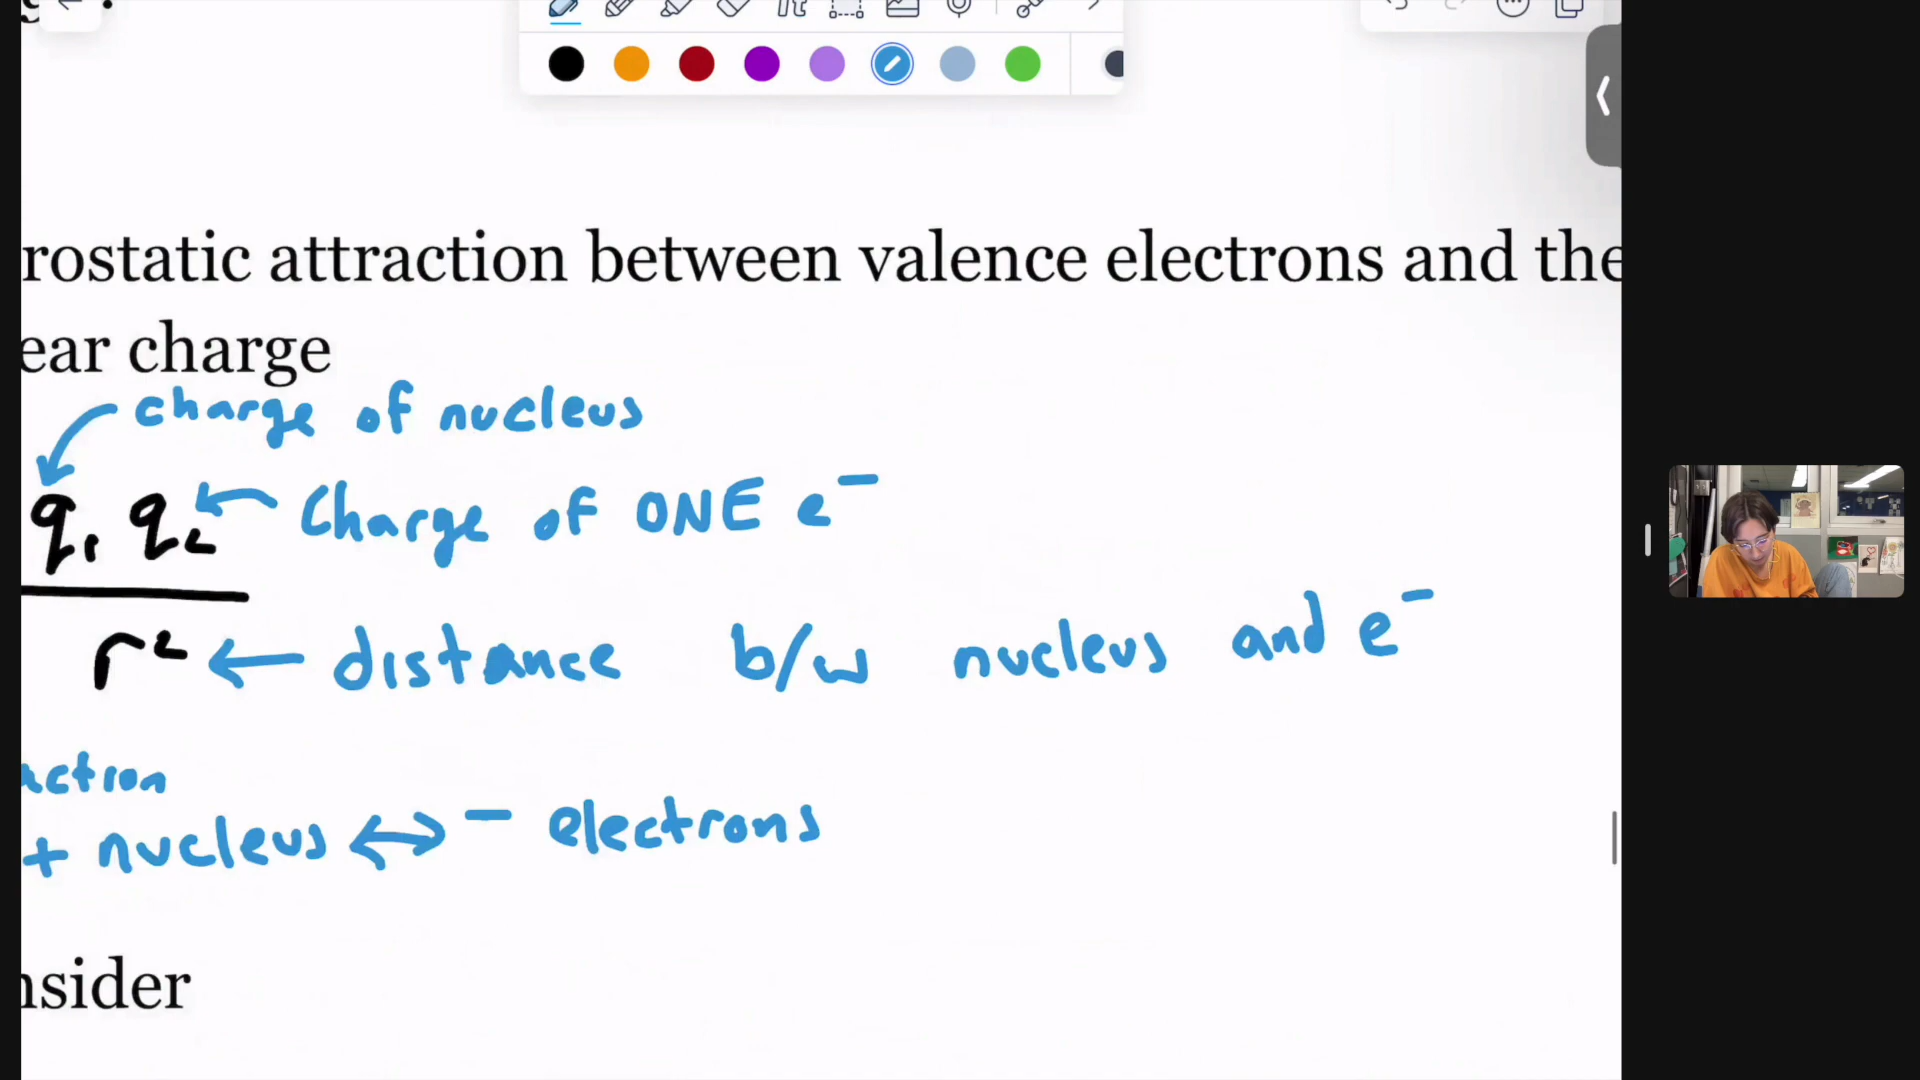 rostatic attraction between valence electrons and the
ear charge
charge of nucleus
q₁ q₂ ← Charge of ONE e⁻
r² ← distance b/w nucleus and e⁻
action
+ nucleus ↔ − electrons
nsider